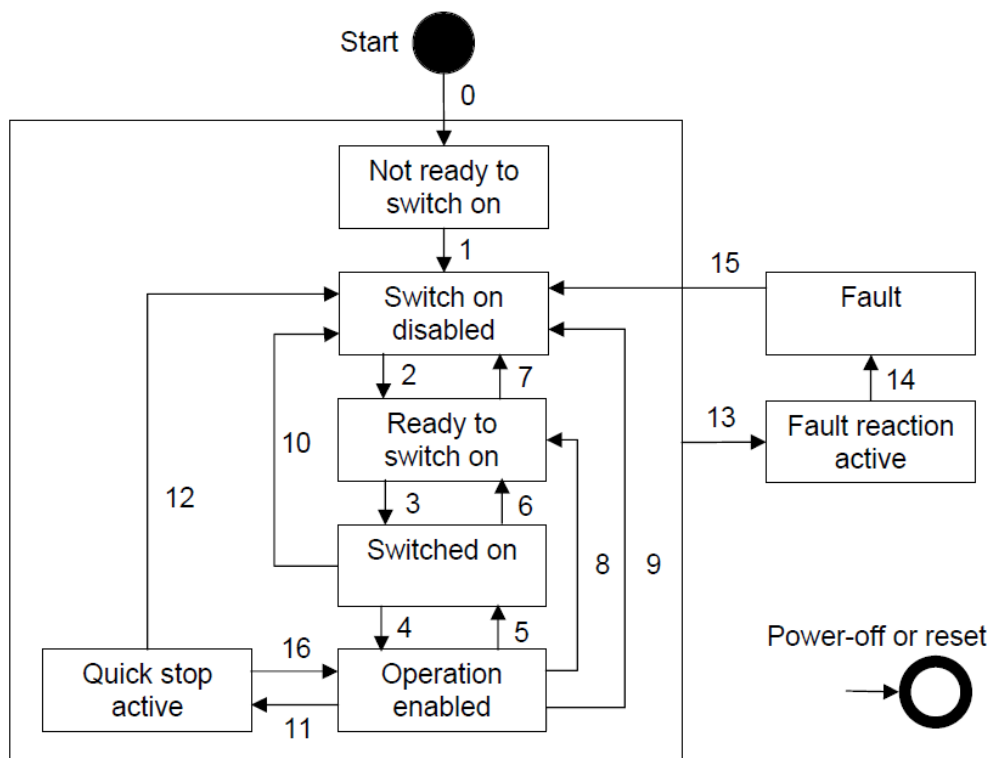 Start
0
Not ready to
switch on
1
15
Switch on
disabled
Fault
2
7
14
Ready to
switch on
13
Fault reaction
active
10
12
3
6
Switched on
8
9
4
5
Power-off or reset
16
Quick stop
active
Operation
enabled
11